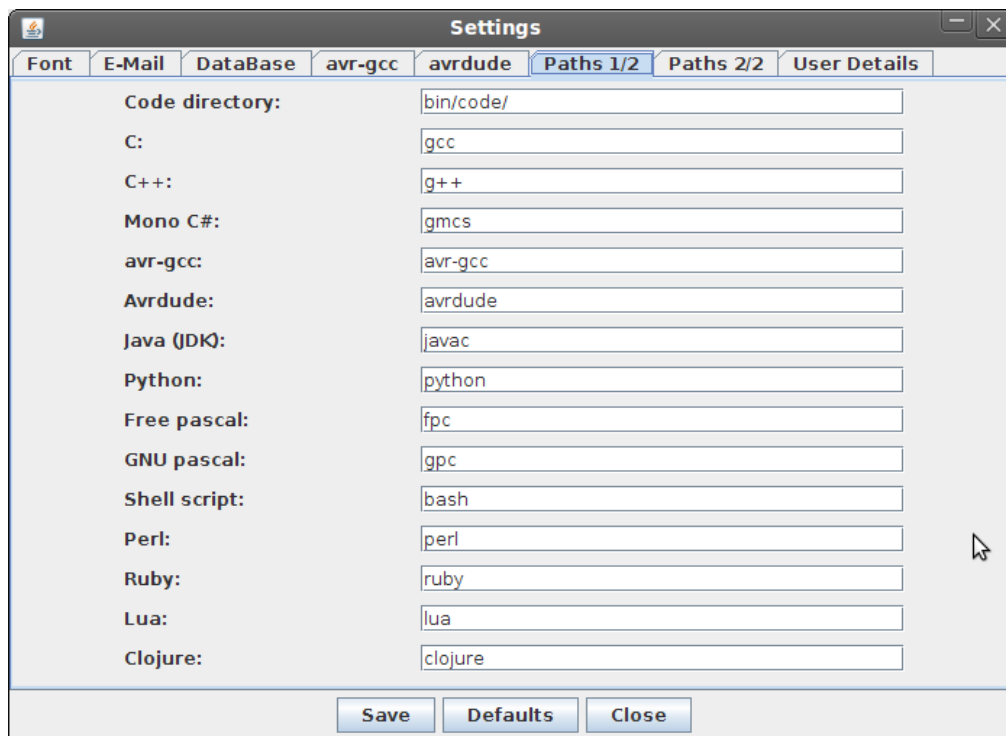 Settings
Font E-Mail DataBase avr-gcc avrdude Paths 1/2 Paths 2/2 User Details
Code directory: bin/code/
C: gcc
C++: g++
Mono C#: gmcs
avr-gcc: avr-gcc
Avrdude: avrdude
Java (JDK): javac
Python: python
Free pascal: fpc
GNU pascal: gpc
Shell script: bash
Perl: perl
Ruby: ruby
Lua: lua
Clojure: clojure
Save Defaults Close